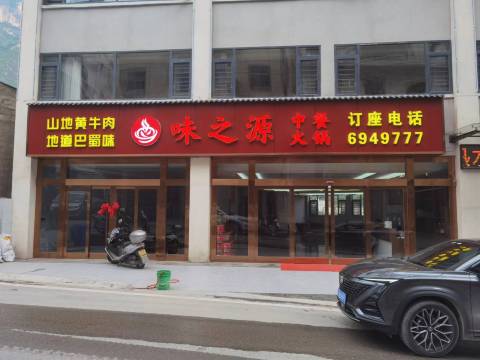 山地黄牛肉
地道巴蜀味
味之源
中餐
火锅
订座电话
6949777